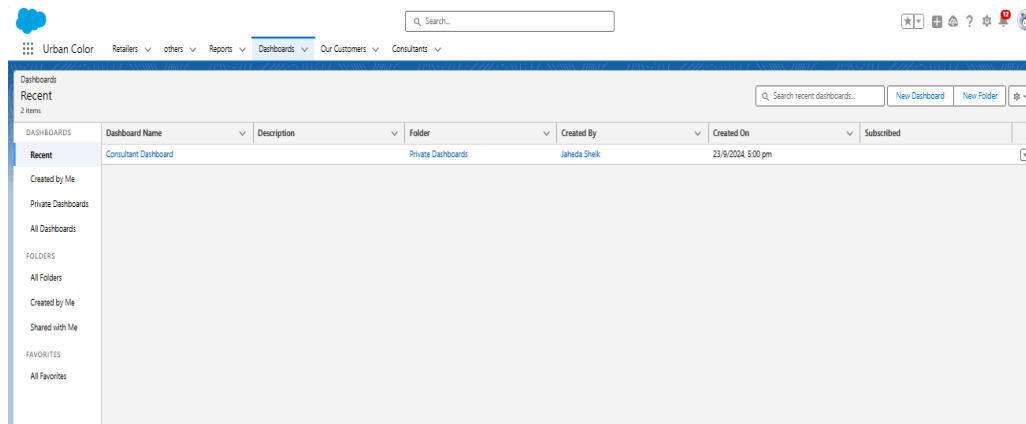 Search...
12
Urban Color Retailers others Reports Dashboards Our Customers Consultants
Dashboards
Recent
2 items
Search recent dashboards...
New Dashboard
New Folder
DASHBOARDS
Recent
Created by Me
Private Dashboards
All Dashboards
FOLDERS
All Folders
Created by Me
Shared with Me
FAVORITES
All Favorites
Dashboard Name Description Folder Created By Created On Subscribed
Consultant Dashboard Private Dashboards Jaheda Sheik 23/9/2024, 5:00 pm